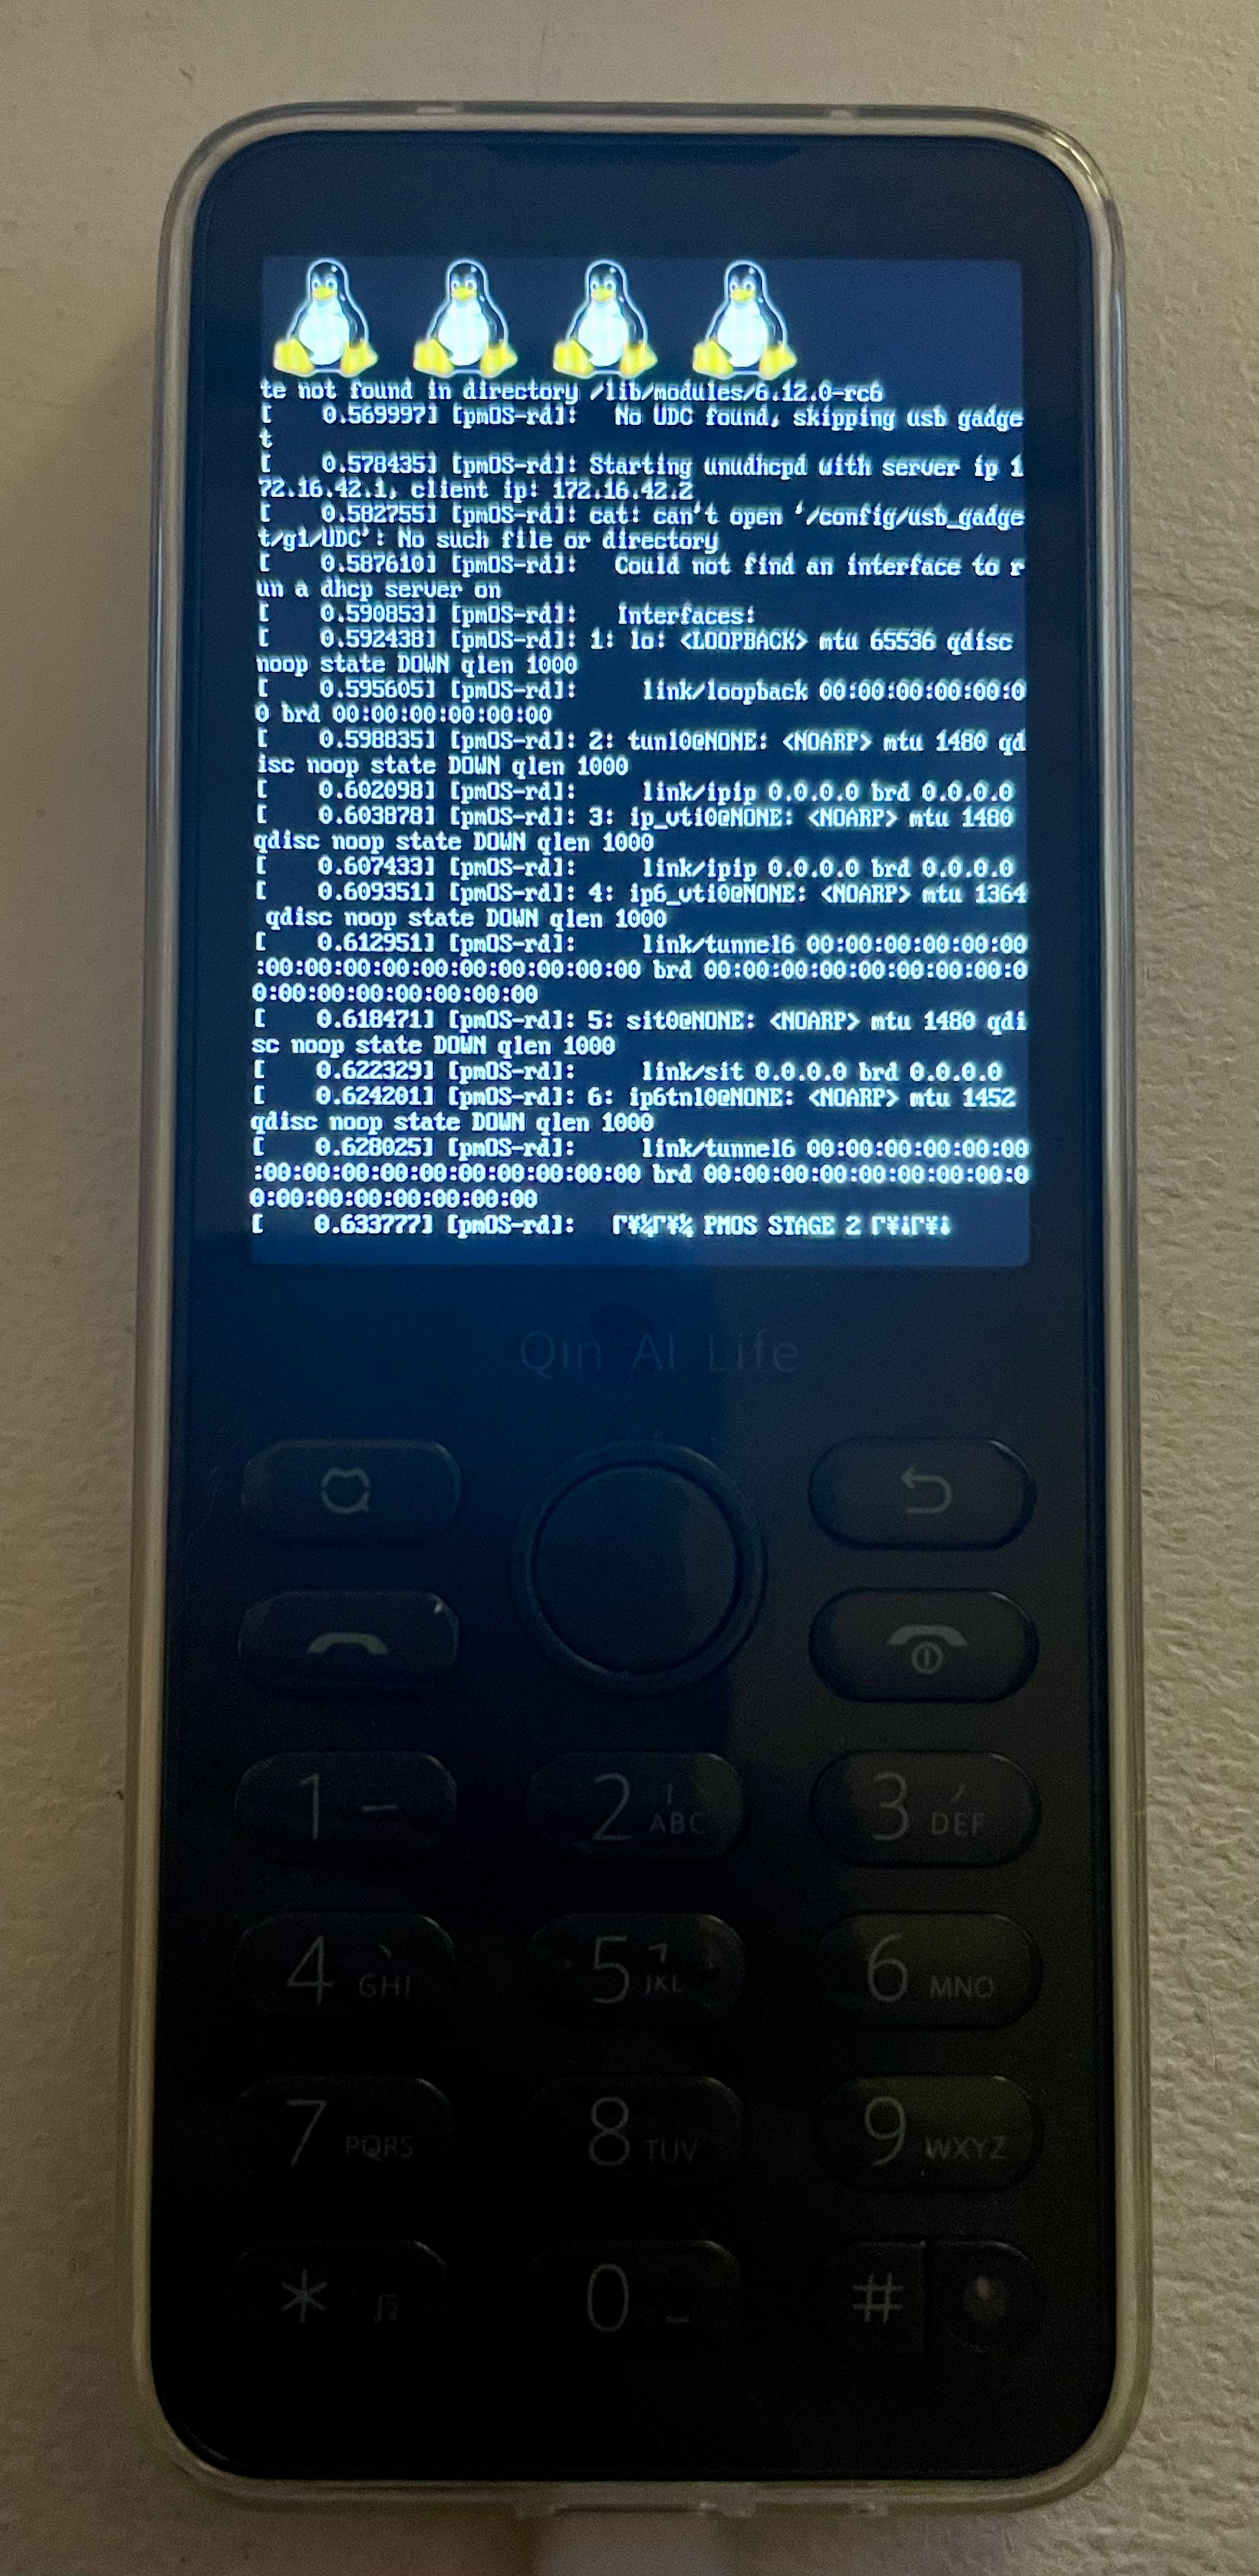 te not found in directory /lib/modules/6.12.0-rc6
[    0.569997] [pmOS-rd]:   No UDC found, skipping usb gadge
t
[    0.578435] [pmOS-rd]: Starting unudhcpd with server ip 1
72.16.42.1, client ip: 172.16.42.2
[    0.582755] [pmOS-rd]: cat: can't open '/config/usb_gadge
t/g1/UDC': No such file or directory
[    0.587610] [pmOS-rd]:   Could not find an interface to r
un a dhcp server on
[    0.590853] [pmOS-rd]:   Interfaces:
[    0.592438] [pmOS-rd]: 1: lo: <LOOPBACK> mtu 65536 qdisc
noop state DOWN qlen 1000
[    0.595605] [pmOS-rd]:     link/loopback 00:00:00:00:00:0
0 brd 00:00:00:00:00:00
[    0.598835] [pmOS-rd]: 2: tunl0@NONE: <NOARP> mtu 1480 qd
isc noop state DOWN qlen 1000
[    0.602098] [pmOS-rd]:     link/ipip 0.0.0.0 brd 0.0.0.0
[    0.603878] [pmOS-rd]: 3: ip_vti0@NONE: <NOARP> mtu 1480
qdisc noop state DOWN qlen 1000
[    0.607433] [pmOS-rd]:     link/ipip 0.0.0.0 brd 0.0.0.0
[    0.609351] [pmOS-rd]: 4: ip6_vti0@NONE: <NOARP> mtu 1364
 qdisc noop state DOWN qlen 1000
[    0.612951] [pmOS-rd]:     link/tunnel6 00:00:00:00:00:00
:00:00:00:00:00:00:00:00:00:00 brd 00:00:00:00:00:00:00:00:0
0:00:00:00:00:00:00:00
[    0.618471] [pmOS-rd]: 5: sit0@NONE: <NOARP> mtu 1480 qdi
sc noop state DOWN qlen 1000
[    0.622329] [pmOS-rd]:     link/sit 0.0.0.0 brd 0.0.0.0
[    0.624201] [pmOS-rd]: 6: ip6tnl0@NONE: <NOARP> mtu 1452
qdisc noop state DOWN qlen 1000
[    0.628025] [pmOS-rd]:     link/tunnel6 00:00:00:00:00:00
:00:00:00:00:00:00:00:00:00:00 brd 00:00:00:00:00:00:00:00:0
0:00:00:00:00:00:00:00
[    0.633777] [pmOS-rd]:   PMOS STAGE 2
Qin AI Life
1 —
2 ABC
3 DEF
4 GHI
5 JKL
6 MNO
7 PQRS
8 TUV
9 WXYZ
*
0
#